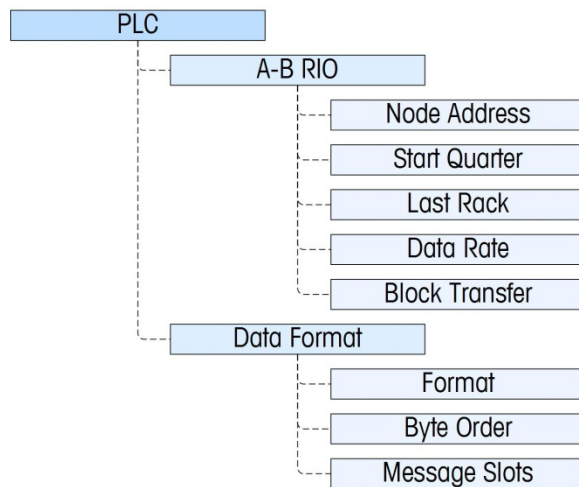 PLC
A-B RIO
Node Address
Start Quarter
Last Rack
Data Rate
Block Transfer
Data Format
Format
Byte Order
Message Slots